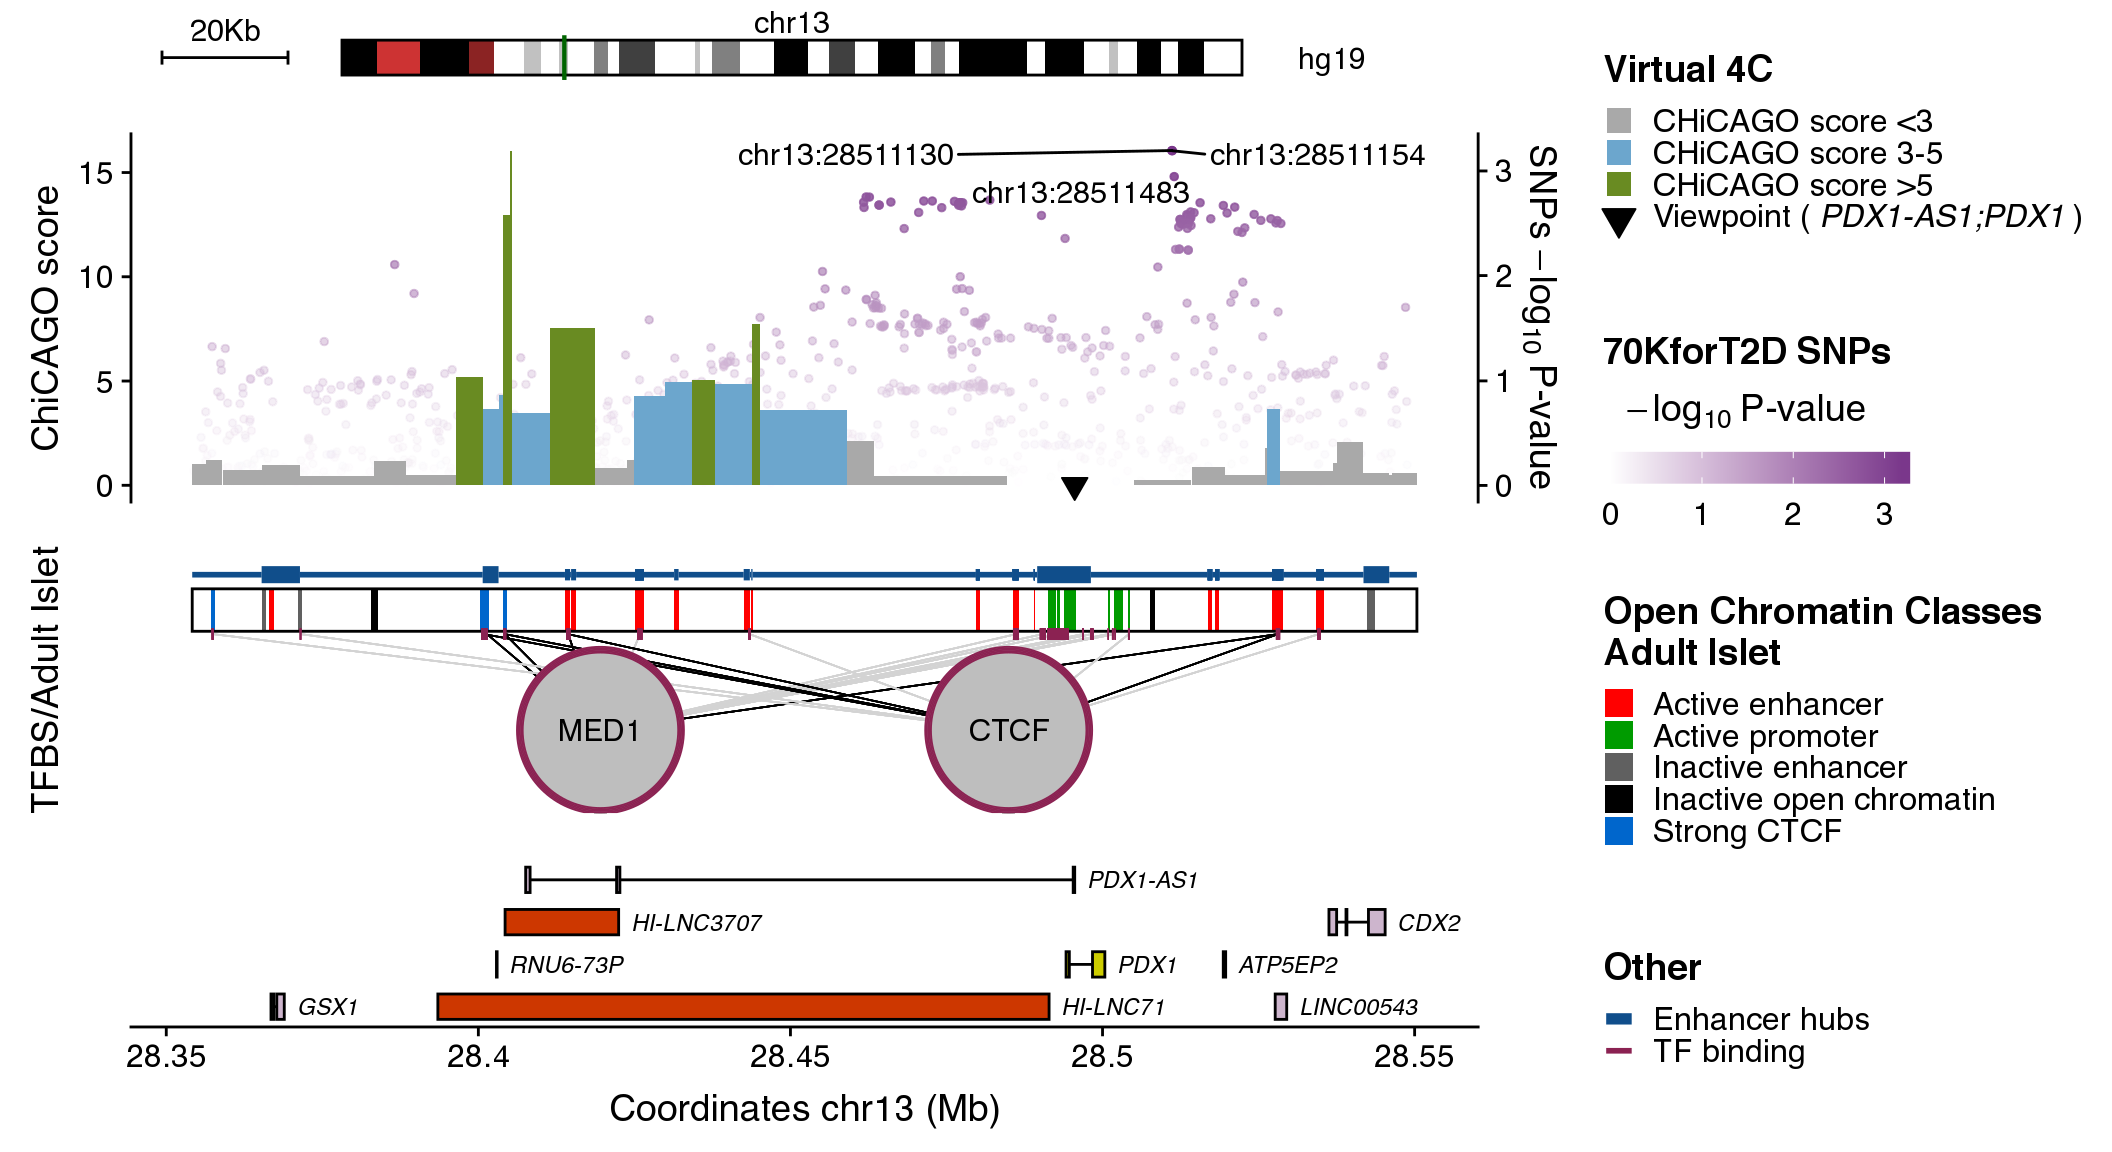 20Kb
chr13
hg19
ChiCAGO score
15
10
5
0
chr13:28511130
chr13:28511154
chr13:28511483
3
2
1
0
SNPs −log10 P-value
TFBS/Adult Islet
MED1
CTCF
PDX1-AS1
HI-LNC3707
CDX2
RNU6-73P
PDX1
ATP5EP2
GSX1
HI-LNC71
LINC00543
28.35
28.4
28.45
28.5
28.55
Coordinates chr13 (Mb)
Virtual 4C
CHiCAGO score <3
CHiCAGO score 3-5
CHiCAGO score >5
Viewpoint ( PDX1-AS1;PDX1 )
70KforT2D SNPs
−log10 P-value
0 1 2 3
Open Chromatin Classes
Adult Islet
Active enhancer
Active promoter
Inactive enhancer
Inactive open chromatin
Strong CTCF
Other
Enhancer hubs
TF binding